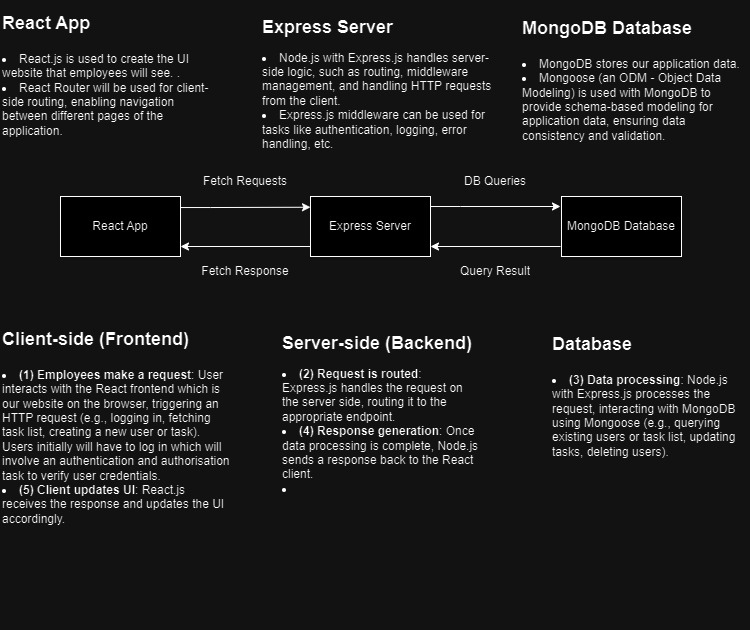 React App
• React.js is used to create the UI
website that employees will see. .
• React Router will be used for client-
side routing, enabling navigation
between different pages of the
application.
Express Server
• Node.js with Express.js handles server-
side logic, such as routing, middleware
management, and handling HTTP requests
from the client.
• Express.js middleware can be used for
tasks like authentication, logging, error
handling, etc.
MongoDB Database
• MongoDB stores our application data.
• Mongoose (an ODM - Object Data
Modeling) is used with MongoDB to
provide schema-based modeling for
application data, ensuring data
consistency and validation.
Fetch Requests
DB Queries
React App
Express Server
MongoDB Database
Fetch Response
Query Result
Client-side (Frontend)
• (1) Employees make a request: User
interacts with the React frontend which is
our website on the browser, triggering an
HTTP request (e.g., logging in, fetching
task list, creating a new user or task).
Users initially will have to log in which will
involve an authentication and authorisation
task to verify user credentials.
• (5) Client updates UI: React.js
receives the response and updates the UI
accordingly.
Server-side (Backend)
• (2) Request is routed:
Express.js handles the request on
the server side, routing it to the
appropriate endpoint.
• (4) Response generation: Once
data processing is complete, Node.js
sends a response back to the React
client.
•
Database
• (3) Data processing: Node.js
with Express.js processes the
request, interacting with MongoDB
using Mongoose (e.g., querying
existing users or task list, updating
tasks, deleting users).